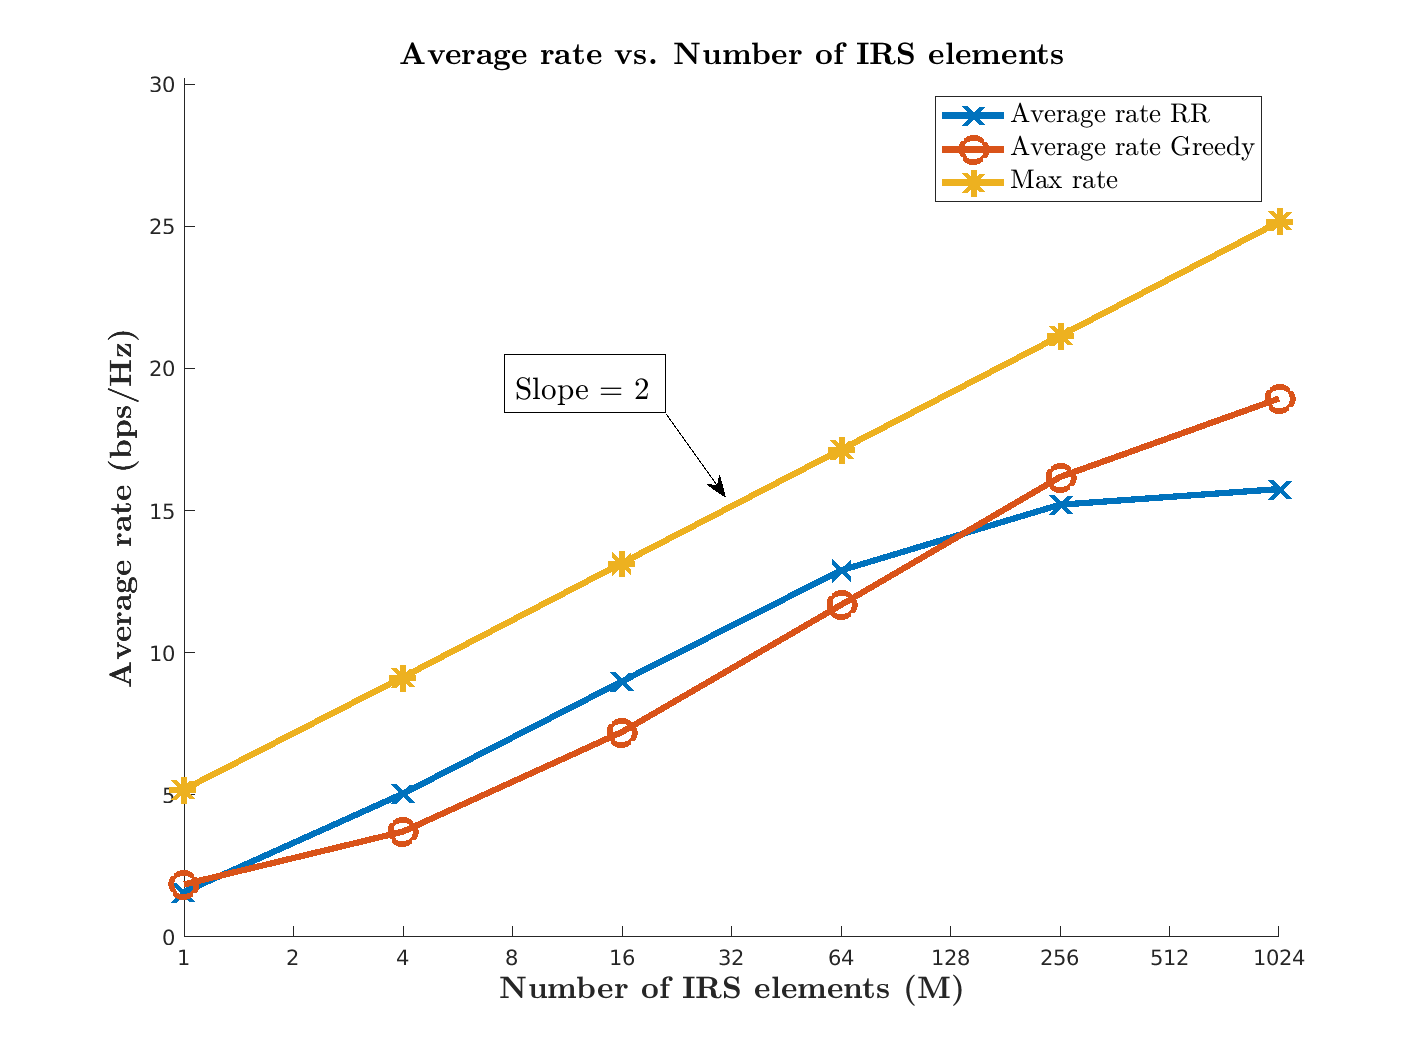 Average rate vs. Number of IRS elements
Average rate RR
Average rate Greedy
Max rate
Slope = 2
Average rate (bps/Hz)
30
25
20
15
10
5
0
1 2 4 8 16 32 64 128 256 512 1024
Number of IRS elements (M)